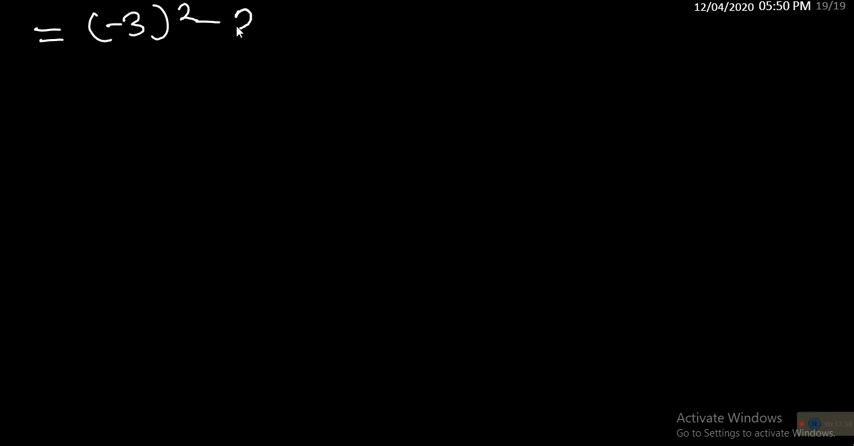 12/04/2020 05:50 PM 19/19
= (-3)² -
Activate Windows
Go to Settings to activate Windows.